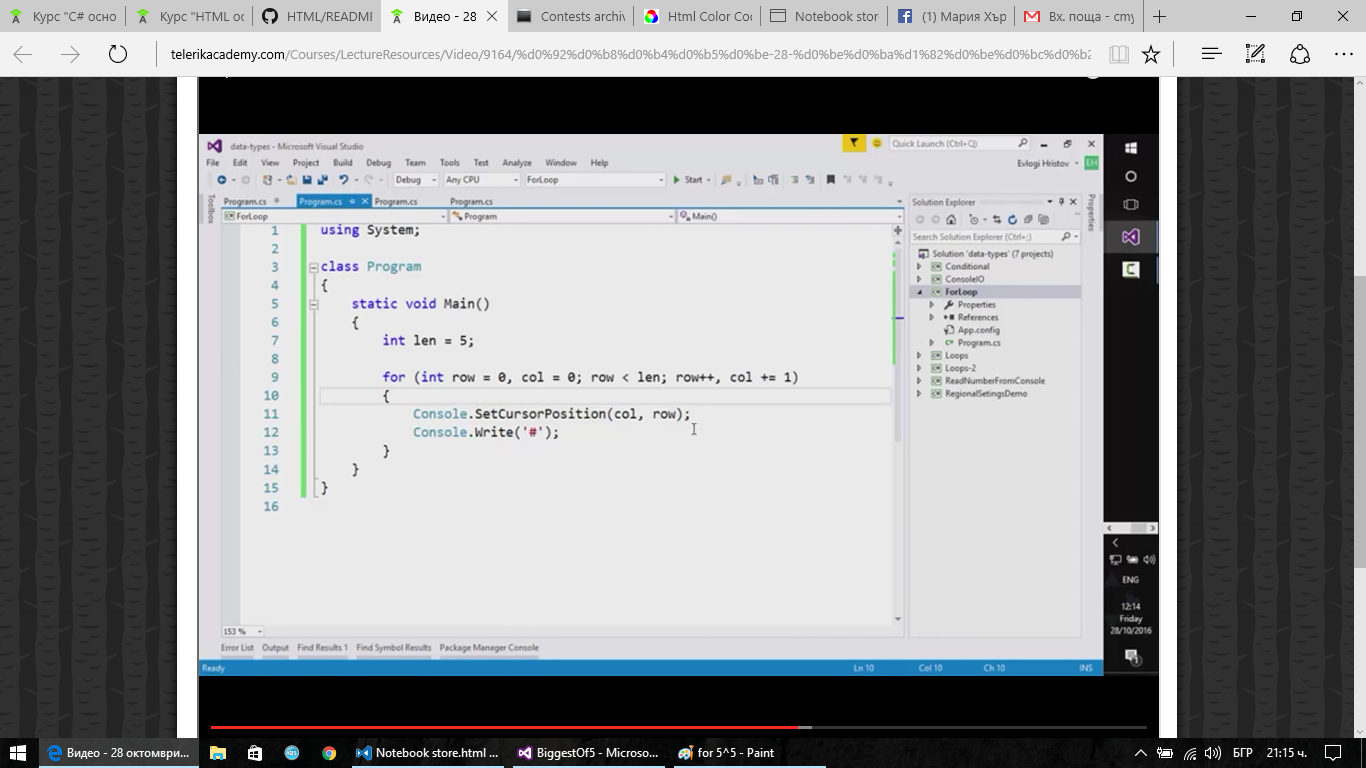 Курс "C# осно
Курс "HTML ос
HTML/README
Видео - 28
Contests archiv
Html Color Coo
Notebook stor
(1) Мария Хър
Вх. поща - сту
telerikacademy.com/Courses/LectureResources/Video/9164/%d0%92%d0%b8%d0%b4%d0%b5%d0%be-28-%d0%be%d0%ba%d1%82%d0%be%d0%bc%d0%b2
data-types - Microsoft Visual Studio
Quick Launch (Ctrl+Q)
File Edit View Project Build Debug Team Tools Test Analyze Window Help
Evlogi Hristov
EH
Debug
Any CPU
ForLoop
Start
Toolbox
Program.cs
Program.cs
Program.cs
Program.cs
ForLoop
Program
Main()
1 using System;
2
3 class Program
4 {
5 static void Main()
6 {
7 int len = 5;
8
9 for (int row = 0, col = 0; row < len; row++, col += 1)
10 {
11 Console.SetCursorPosition(col, row);
12 Console.Write('#');
13 }
14 }
15 }
16
153 %
Solution Explorer
Search Solution Explorer (Ctrl+;)
Solution 'data-types' (7 projects)
Conditional
ConsoleIO
ForLoop
Properties
References
App.config
Program.cs
Loops
Loops-2
ReadNumberFromConsole
RegionalSetingsDemo
Properties
Error List Output Find Results 1 Find Symbol Results Package Manager Console
Ready
Ln 10
Col 10
Ch 10
INS
ENG
12:14
Friday
28/10/2016
1
Видео - 28 октомври...
Notebook store.html ...
BiggestOf5 - Microso...
for 5^5 - Paint
БГР
21:15 ч.